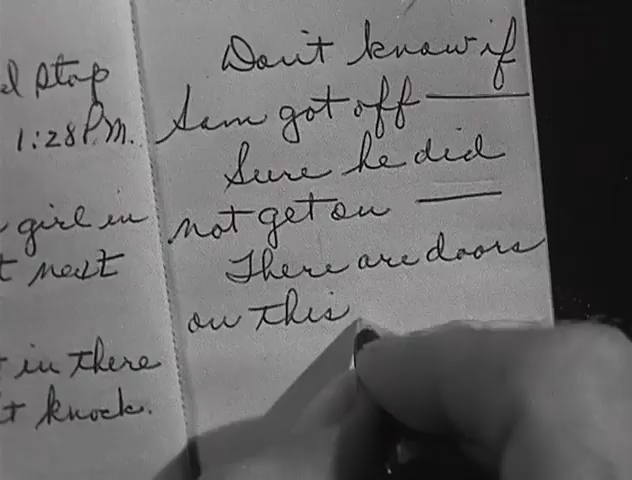 d stop
1:28 P.M.
girl in
t next
t in there
't knock.
Don't know if
Sam got off —
Sure he did
not get on —
There are doors
on this